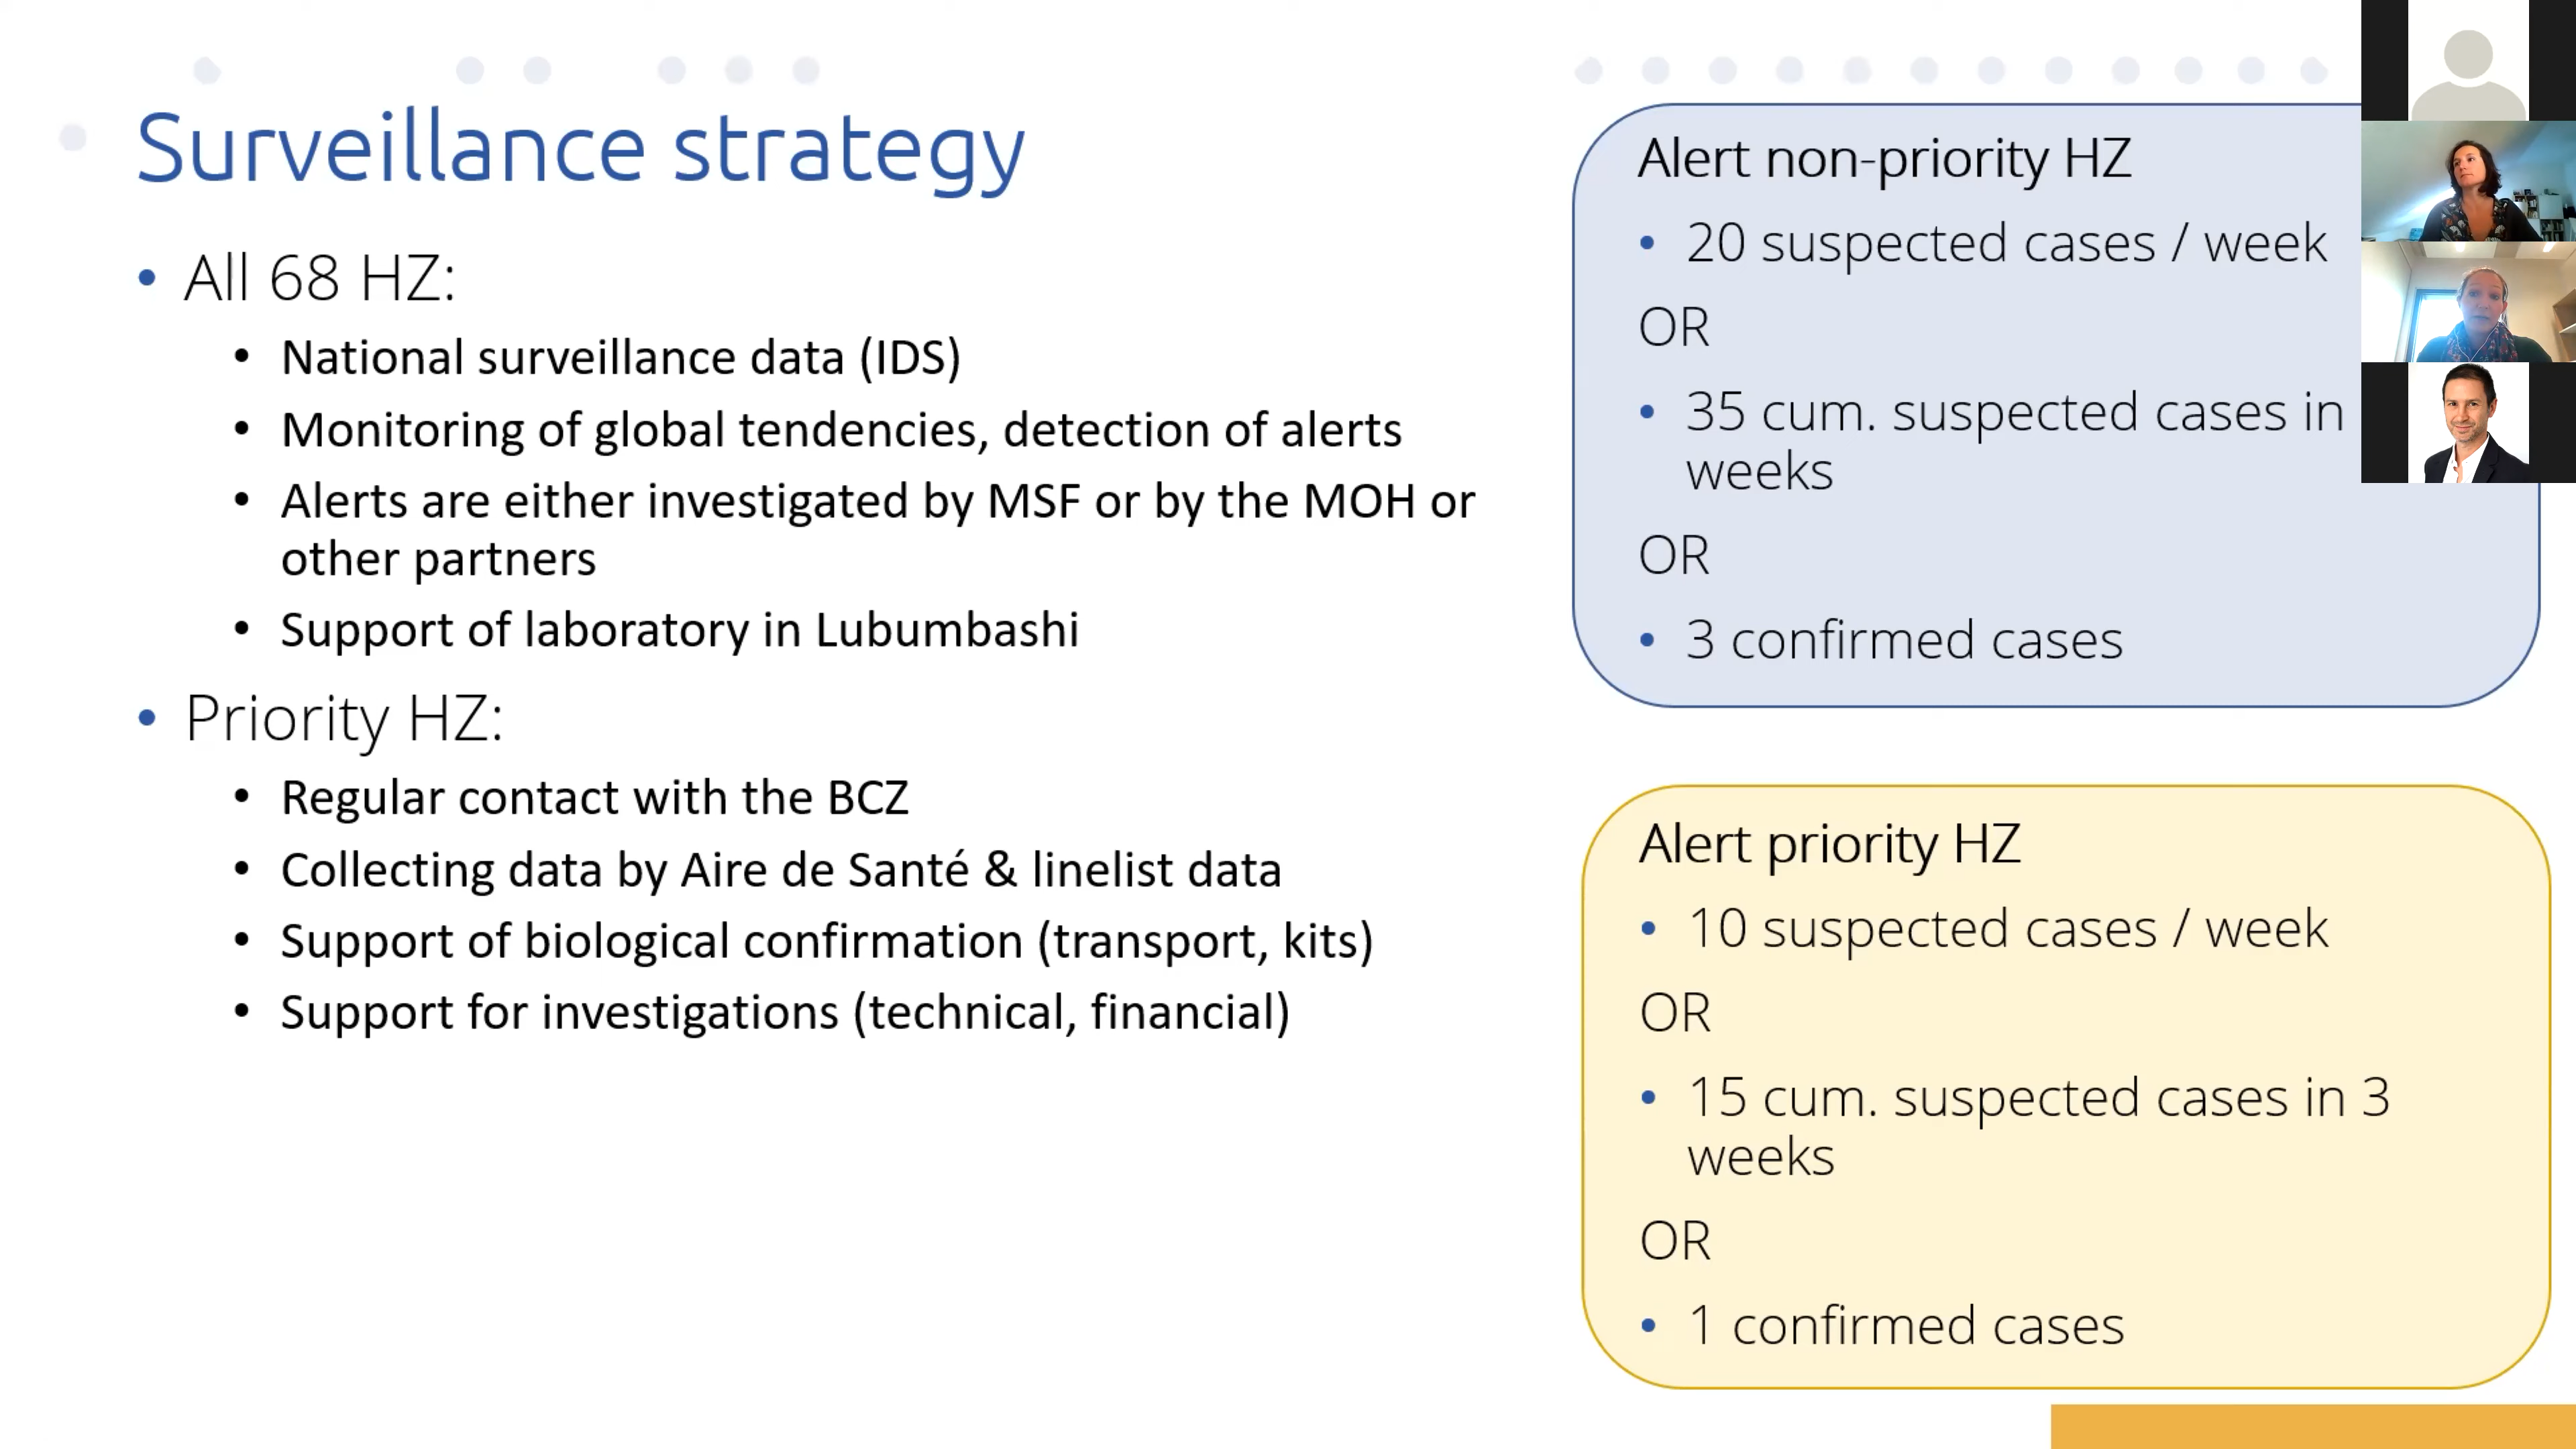 Surveillance strategy
• All 68 HZ:
• National surveillance data (IDS)
• Monitoring of global tendencies, detection of alerts
• Alerts are either investigated by MSF or by the MOH or
other partners
• Support of laboratory in Lubumbashi
• Priority HZ:
• Regular contact with the BCZ
• Collecting data by Aire de Santé & linelist data
• Support of biological confirmation (transport, kits)
• Support for investigations (technical, financial)
Alert non-priority HZ
• 20 suspected cases / week
OR
• 35 cum. suspected cases in
weeks
OR
• 3 confirmed cases
Alert priority HZ
• 10 suspected cases / week
OR
• 15 cum. suspected cases in 3
weeks
OR
• 1 confirmed cases